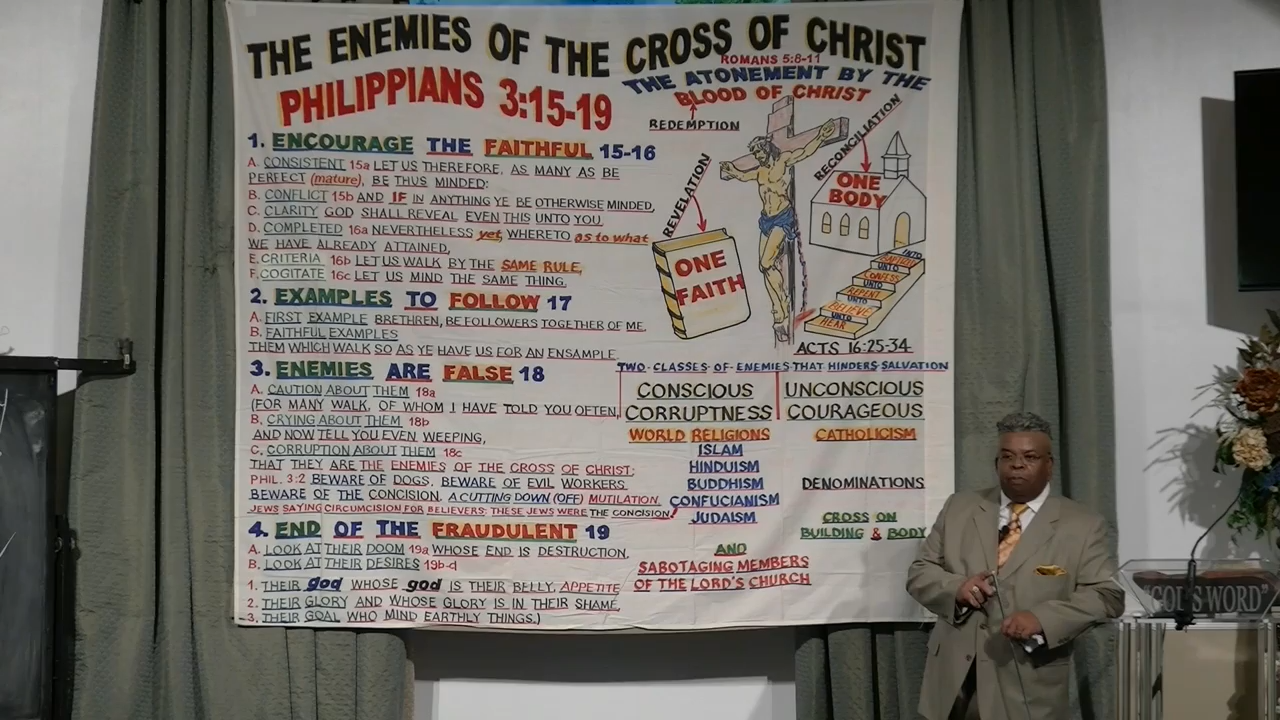 THE ENEMIES OF THE CROSS OF CHRIST
PHILIPPIANS 3:15-19
1. ENCOURAGE THE FAITHFUL 15-16
A. CONSISTENT 15a LET US THEREFORE, AS MANY AS BE
PERFECT (mature), BE THUS MINDED:
B. CONFLICT 15b AND IF IN ANYTHING YE BE OTHERWISE MINDED,
C. CLARITY GOD SHALL REVEAL EVEN THIS UNTO YOU.
D. COMPLETED 16a NEVERTHELESS yet, WHERETO as to what
WE HAVE ALREADY ATTAINED,
E. CRITERIA 16b LET US WALK BY THE SAME RULE,
F. COGITATE 16c LET US MIND THE SAME THING.
2. EXAMPLES TO FOLLOW 17
A. FIRST EXAMPLE BRETHREN, BE FOLLOWERS TOGETHER OF ME,
B. FAITHFUL EXAMPLES
THEM WHICH WALK SO AS YE HAVE US FOR AN ENSAMPLE.
3. ENEMIES ARE FALSE 18
A. CAUTION ABOUT THEM 18a
(FOR MANY WALK, OF WHOM I HAVE TOLD YOU OFTEN,
B. CRYING ABOUT THEM 18b
AND NOW TELL YOU EVEN WEEPING,
C. CORRUPTION ABOUT THEM 18c
THAT THEY ARE THE ENEMIES OF THE CROSS OF CHRIST:
PHIL. 3:2 BEWARE OF DOGS, BEWARE OF EVIL WORKERS
BEWARE OF THE CONCISION. A CUTTING DOWN (OFF) MUTILATION
JEWS SAYING CIRCUMCISION FOR BELIEVERS: THESE JEWS WERE THE CONCISION!
4. END OF THE FRAUDULENT 19
A. LOOK AT THEIR DOOM 19a WHOSE END IS DESTRUCTION,
B. LOOK AT THEIR DESIRES 19b-d
1. THEIR god WHOSE god IS THEIR BELLY, APPETITE
2. THEIR GLORY AND WHOSE GLORY IS IN THEIR SHAME,
3. THEIR GOAL WHO MIND EARTHLY THINGS.)
ROMANS 5:8-11
THE ATONEMENT BY THE
BLOOD OF CHRIST
REDEMPTION
REVELATION
RECONCILIATION
ONE
FAITH
ONE
BODY
UNTO
CONFESS
UNTO
REPENT
UNTO
BELIEVE
UNTO
HEAR
ACTS 16:25-34
TWO CLASSES OF ENEMIES THAT HINDERS SALVATION
CONSCIOUS
CORRUPTNESS
WORLD RELIGIONS
ISLAM
HINDUISM
BUDDHISM
CONFUCIANISM
JUDAISM
AND
SABOTAGING MEMBERS
OF THE LORD'S CHURCH
UNCONSCIOUS
COURAGEOUS
CATHOLICISM
DENOMINATIONS
CROSS ON
BUILDING & BODY
WORD"